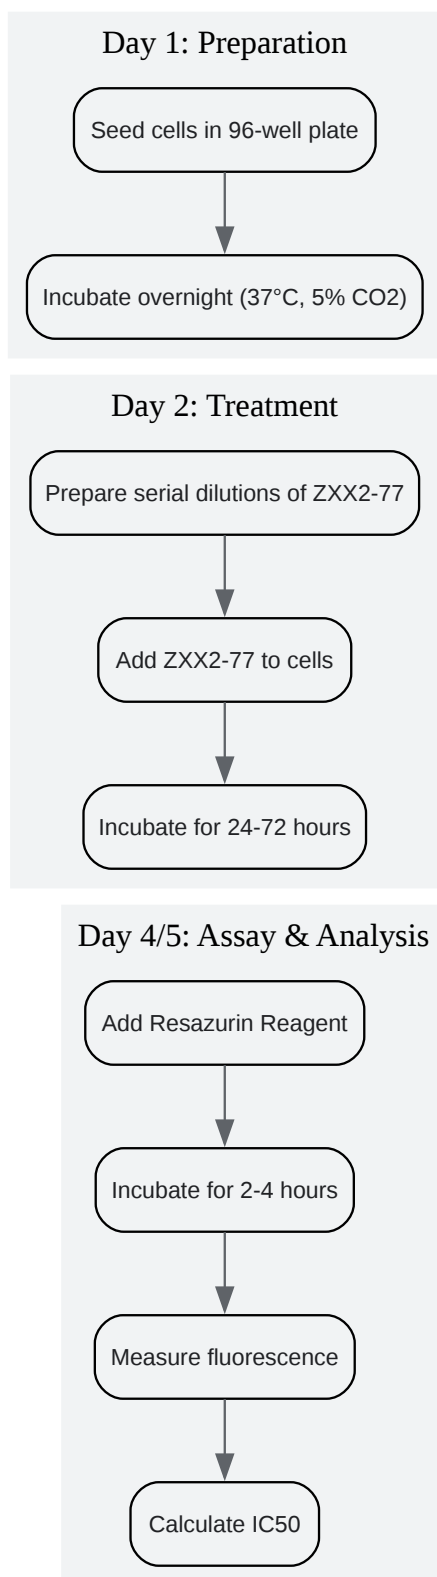 Day 1: Preparation
Seed cells in 96-well plate
Incubate overnight (37°C, 5% CO2)
Day 2: Treatment
Prepare serial dilutions of ZXX2-77
Add ZXX2-77 to cells
Incubate for 24-72 hours
Day 4/5: Assay & Analysis
Add Resazurin Reagent
Incubate for 2-4 hours
Measure fluorescence
Calculate IC50